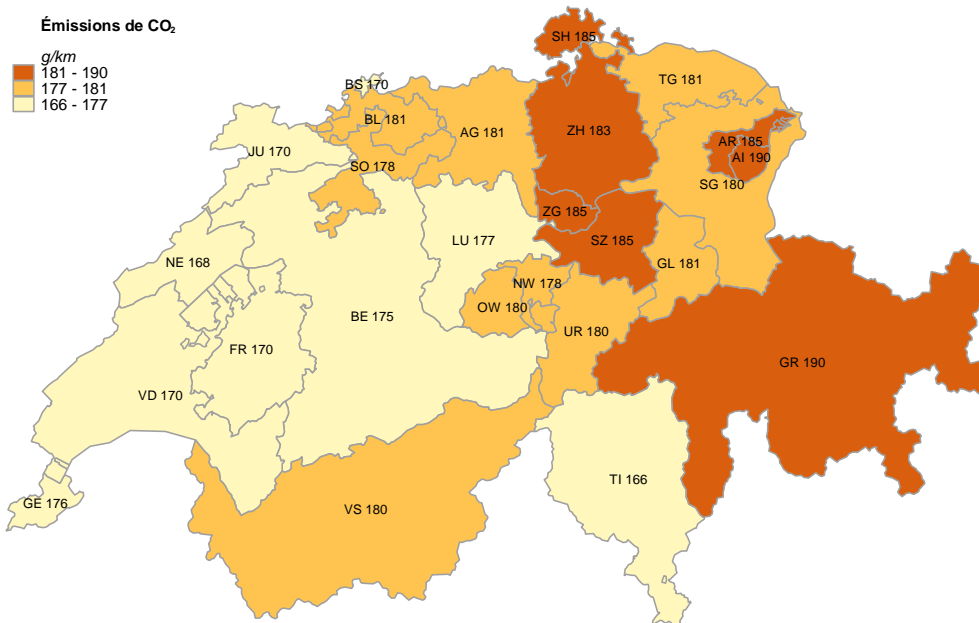 Émissions de CO₂
g/km
181 - 190
177 - 181
166 - 177
SH 185
BS 170
TG 181
BL 181
AG 181
ZH 183
AR 185
JU 170
AI 190
SO 178
SG 180
ZG 185
LU 177
SZ 185
NE 168
GL 181
NW 178
OW 180
BE 175
UR 180
FR 170
GR 190
VD 170
TI 166
GE 176
VS 180